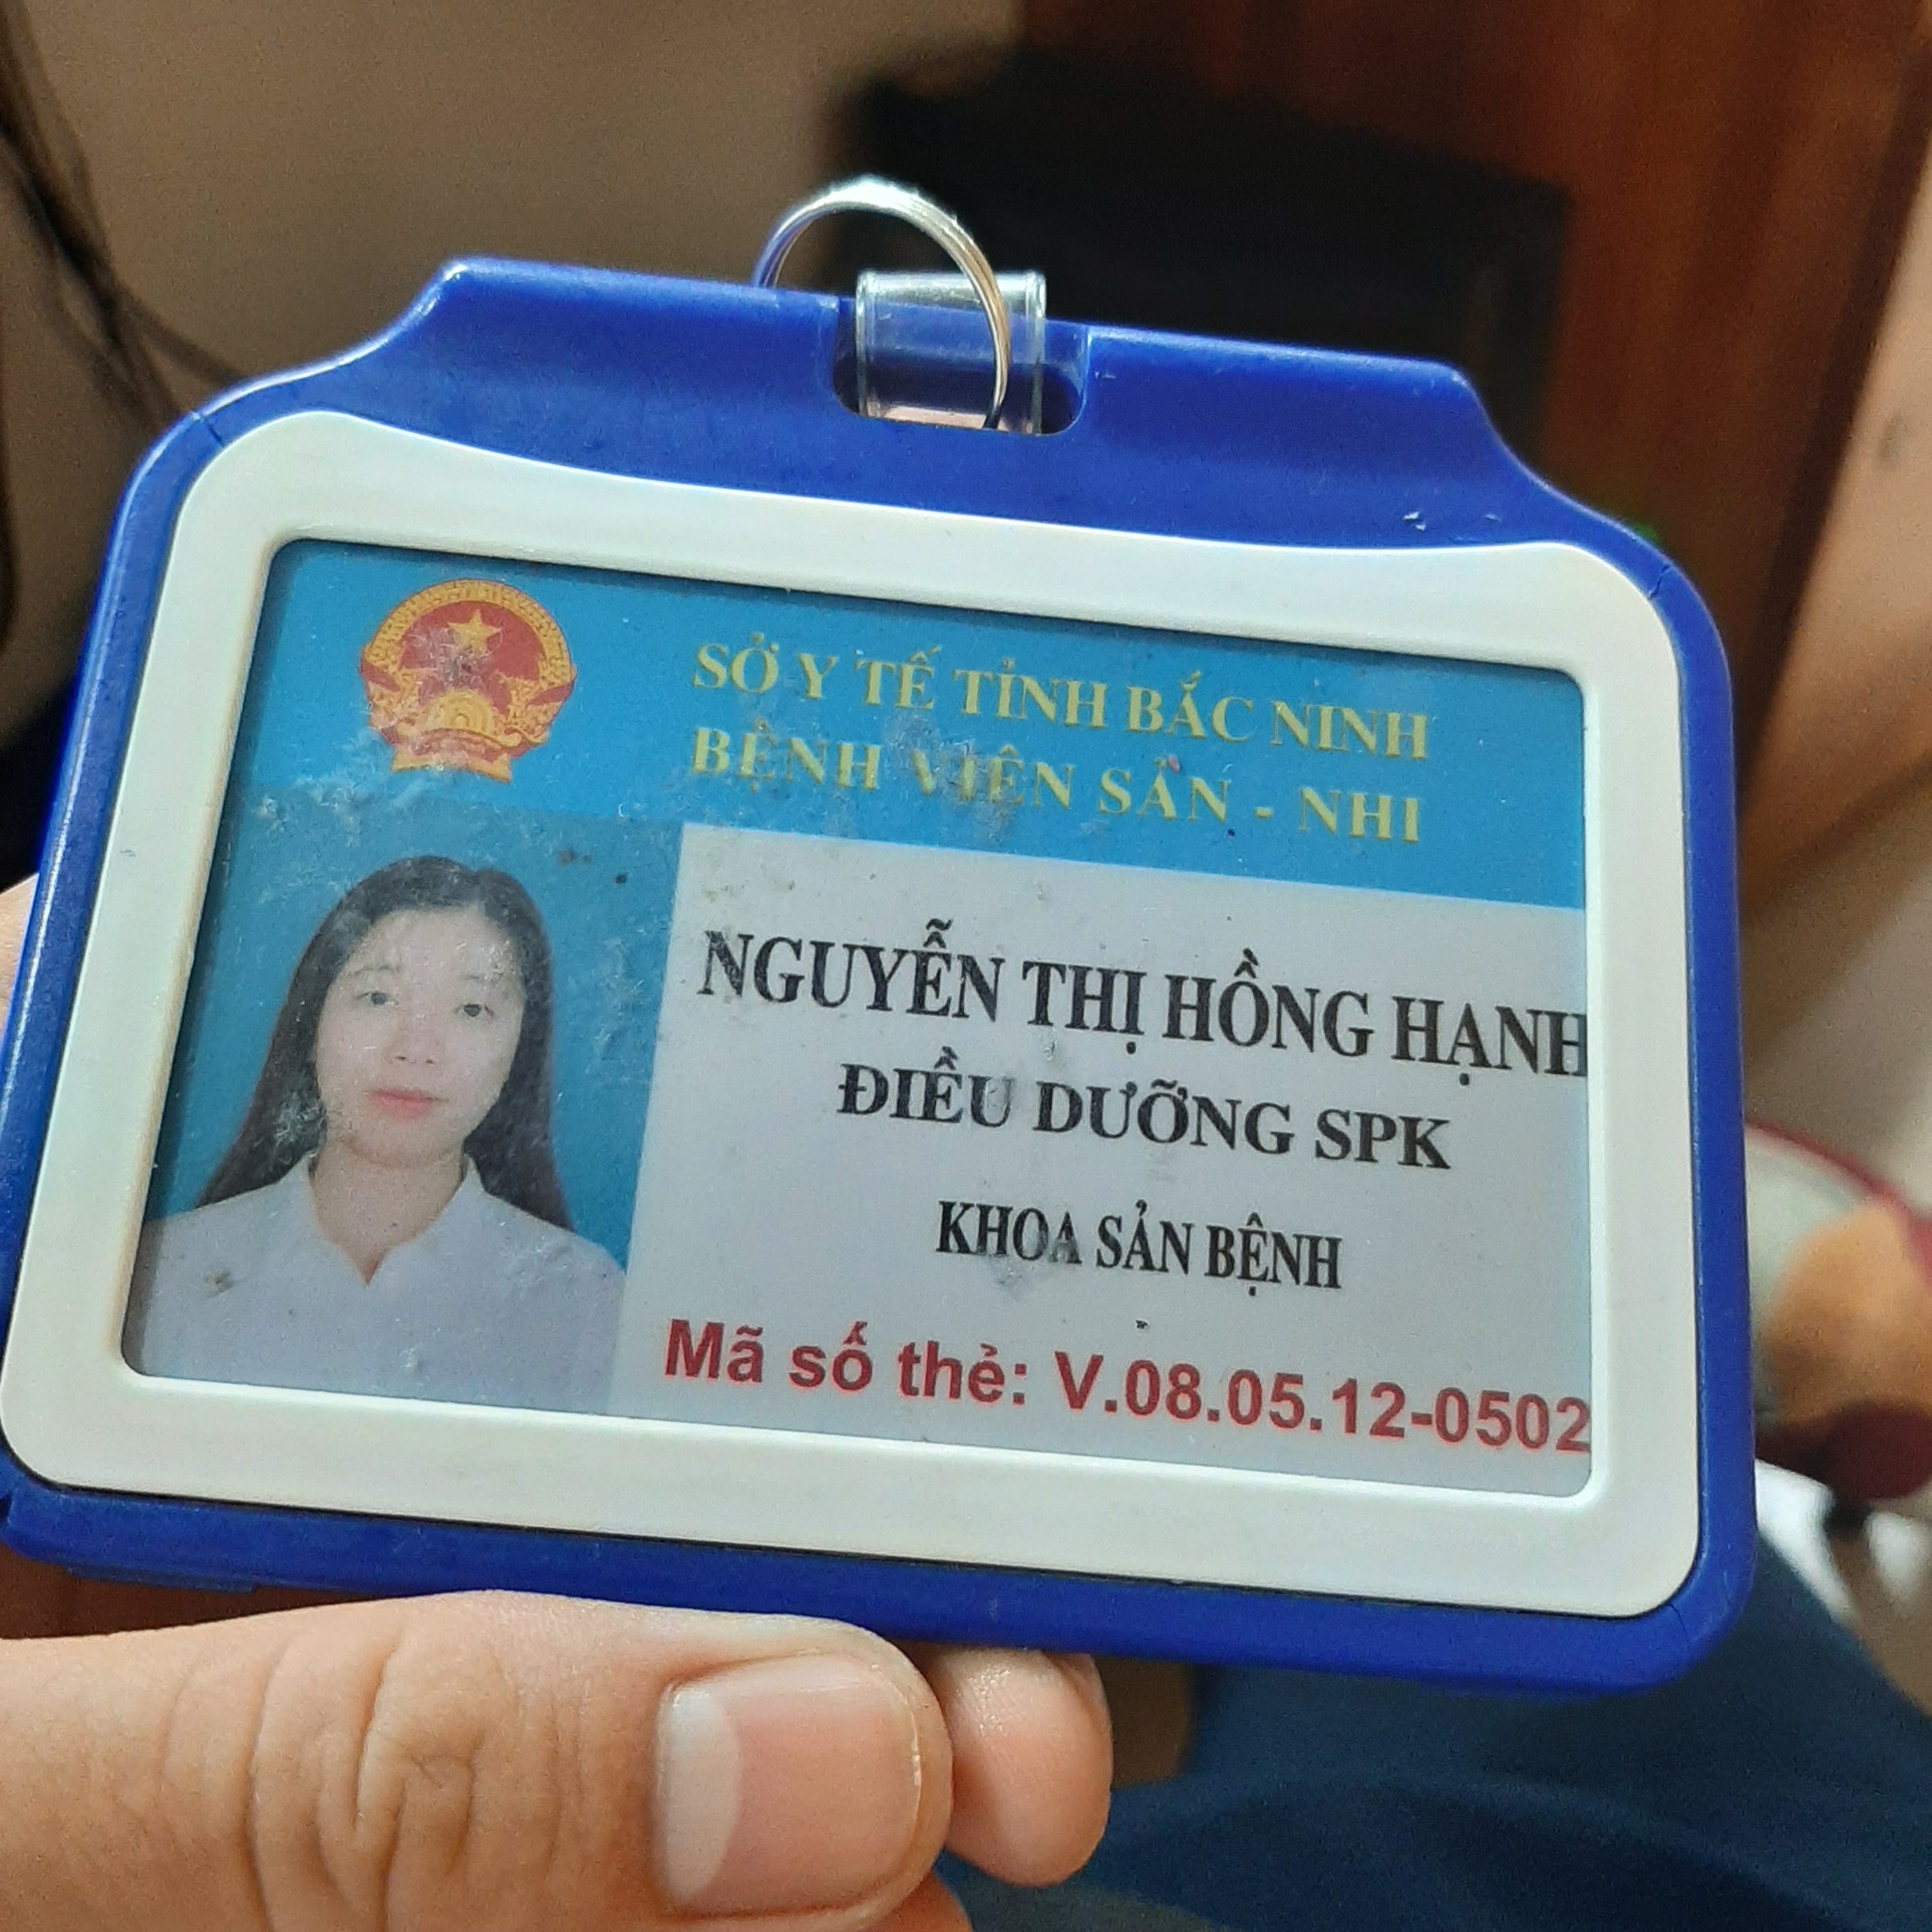 SỞ Y TẾ TỈNH BẮC NINH
BỆNH VIỆN SẢN - NHI
NGUYỄN THỊ HỒNG HẠNH
ĐIỀU DƯỠNG SPK
KHOA SẢN BỆNH
Mã số thẻ: V.08.05.12-0502